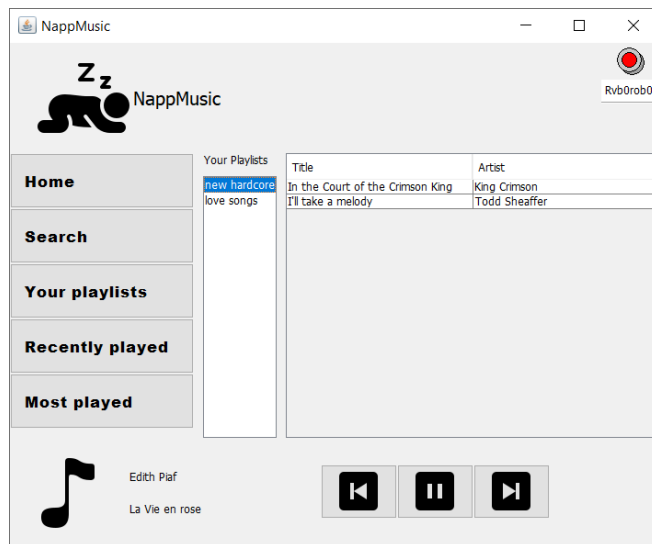 NappMusic
Zz
NappMusic
Rvb0rob0
Home
Search
Your playlists
Recently played
Most played
Your Playlists
new hardcore
love songs
Title Artist
In the Court of the Crimson King King Crimson
I'll take a melody Todd Sheaffer
Edith Piaf
La Vie en rose